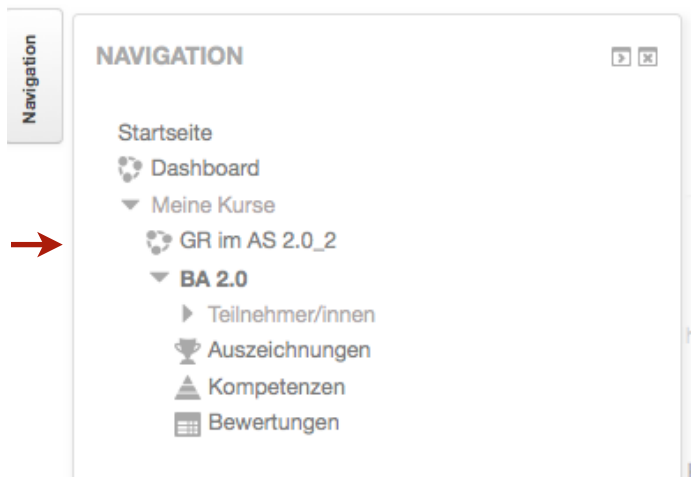 Navigation
NAVIGATION
Startseite
Dashboard
Meine Kurse
GR im AS 2.0_2
BA 2.0
Teilnehmer/innen
Auszeichnungen
Kompetenzen
Bewertungen